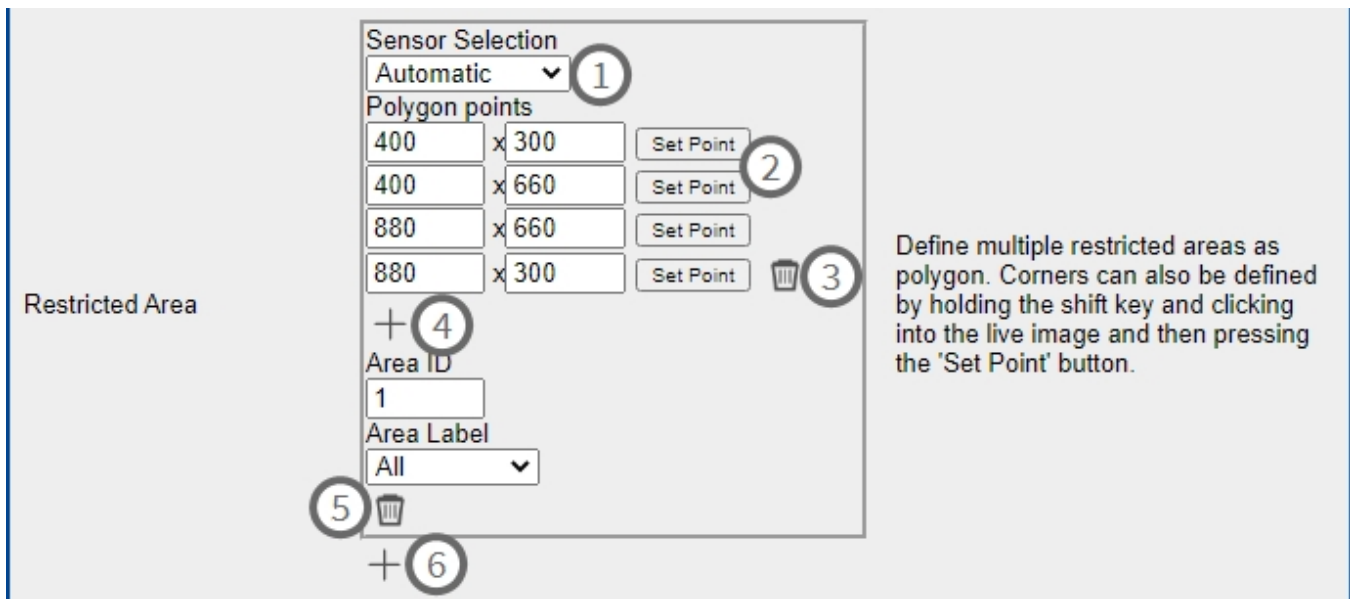 Sensor Selection
Automatic 1
Polygon points
400 x 300 Set Point 2
400 x 660 Set Point
880 x 660 Set Point
880 x 300 Set Point 3
4
Area ID
1
Area Label
All
5
6
Restricted Area
Define multiple restricted areas as
polygon. Corners can also be defined
by holding the shift key and clicking
into the live image and then pressing
the 'Set Point' button.